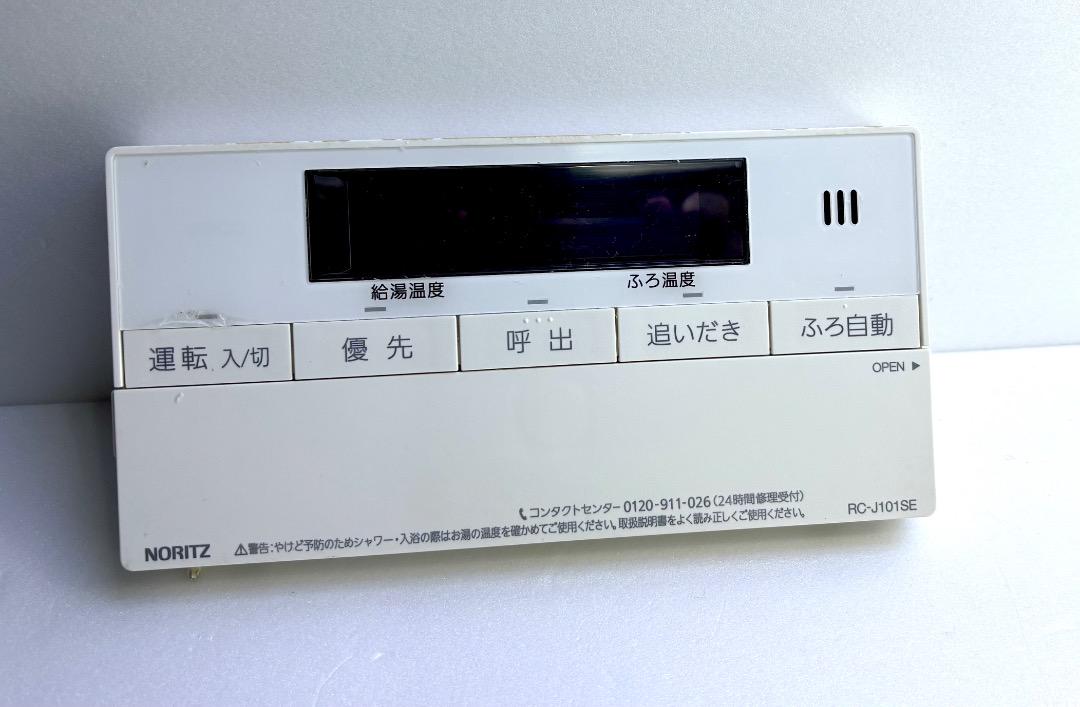 給湯温度 ふろ温度
運転 入/切 優先 呼出 追いだき ふろ自動
OPEN ▶
コンタクトセンター 0120-911-026(24時間修理受付)
⚠警告:やけど予防のためシャワー・入浴の際はお湯の温度を確かめてご使用ください。取扱説明書をよく読み正しくご使用ください。
NORITZ
RC-J101SE